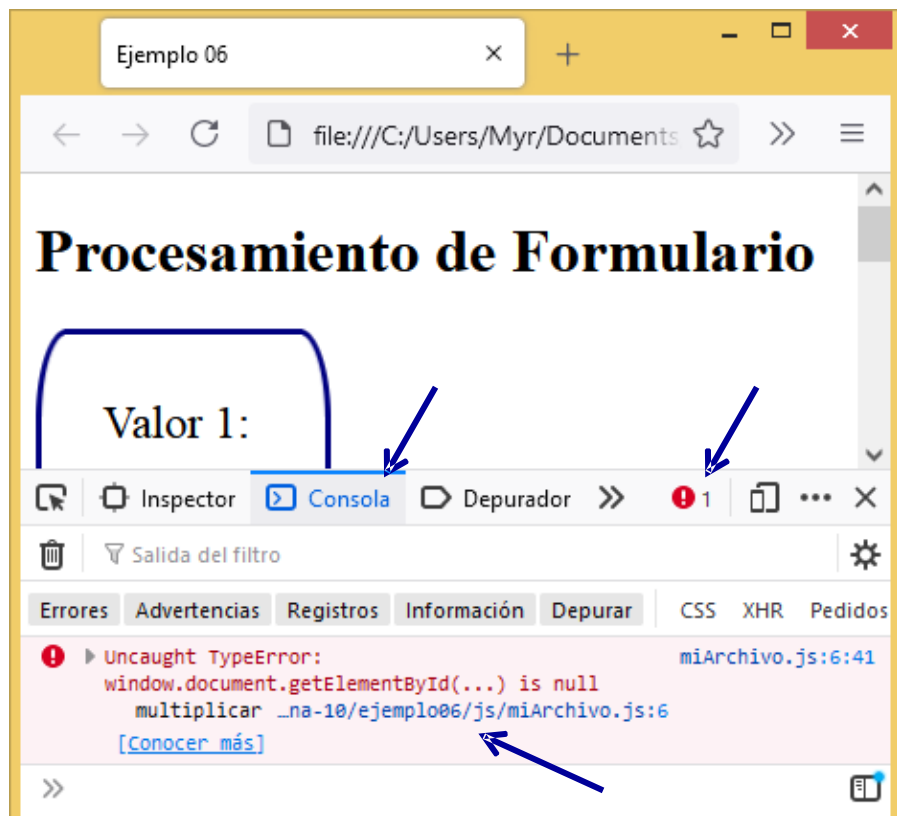 Ejemplo 06
file:///C:/Users/Myr/Documents
Procesamiento de Formulario
Valor 1:
Inspector Consola Depurador 1
Salida del filtro
Errores Advertencias Registros Información Depurar CSS XHR Pedidos
Uncaught TypeError: miArchivo.js:6:41
window.document.getElementById(...) is null
multiplicar …na-10/ejemplo06/js/miArchivo.js:6
[Conocer más]